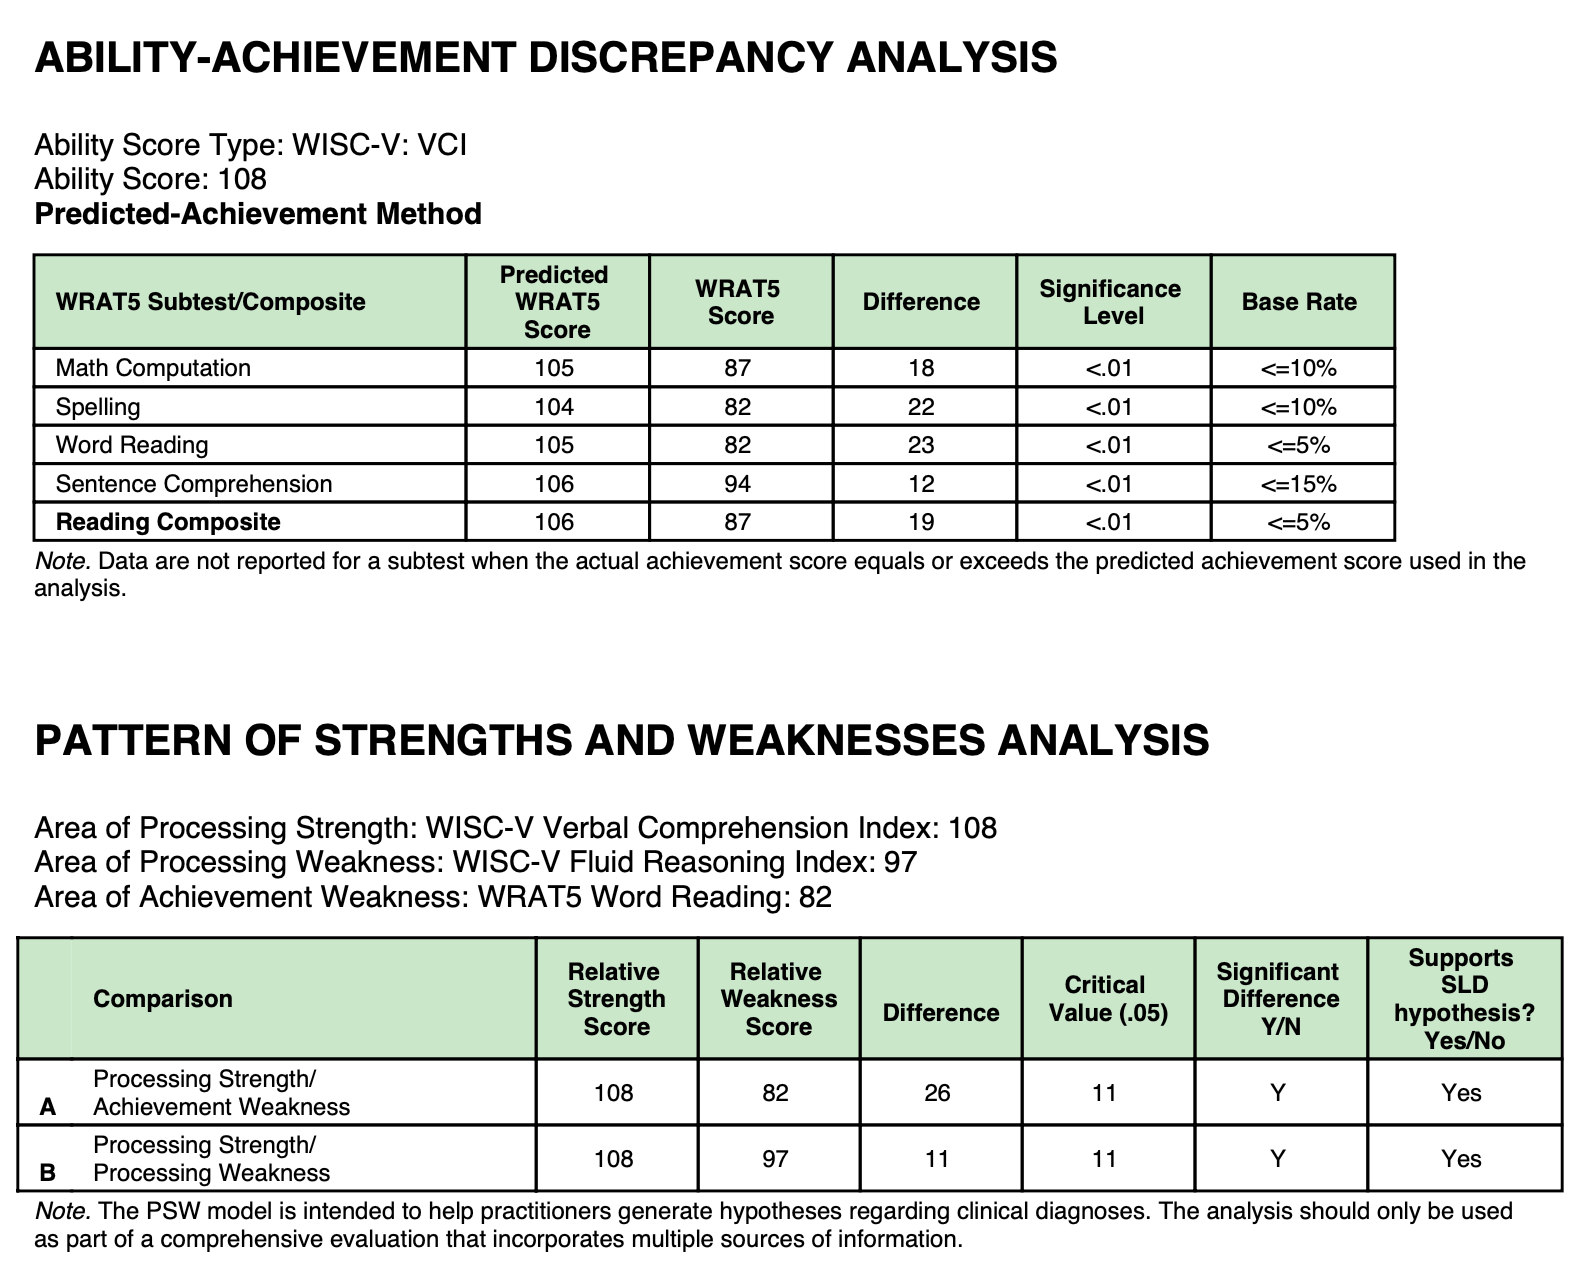 ABILITY-ACHIEVEMENT DISCREPANCY ANALYSIS
Ability Score Type: WISC-V: VCI
Ability Score: 108
Predicted-Achievement Method
WRAT5 Subtest/Composite Predicted WRAT5 Score WRAT5 Score Difference Significance Level Base Rate
Math Computation 105 87 18 <.01 <=10%
Spelling 104 82 22 <.01 <=10%
Word Reading 105 82 23 <.01 <=5%
Sentence Comprehension 106 94 12 <.01 <=15%
Reading Composite 106 87 19 <.01 <=5%
Note. Data are not reported for a subtest when the actual achievement score equals or exceeds the predicted achievement score used in the
analysis.
PATTERN OF STRENGTHS AND WEAKNESSES ANALYSIS
Area of Processing Strength: WISC-V Verbal Comprehension Index: 108
Area of Processing Weakness: WISC-V Fluid Reasoning Index: 97
Area of Achievement Weakness: WRAT5 Word Reading: 82
Comparison Relative Strength Score Relative Weakness Score Difference Critical Value (.05) Significant Difference Y/N Supports SLD hypothesis? Yes/No
A Processing Strength/ Achievement Weakness 108 82 26 11 Y Yes
B Processing Strength/ Processing Weakness 108 97 11 11 Y Yes
Note. The PSW model is intended to help practitioners generate hypotheses regarding clinical diagnoses. The analysis should only be used
as part of a comprehensive evaluation that incorporates multiple sources of information.